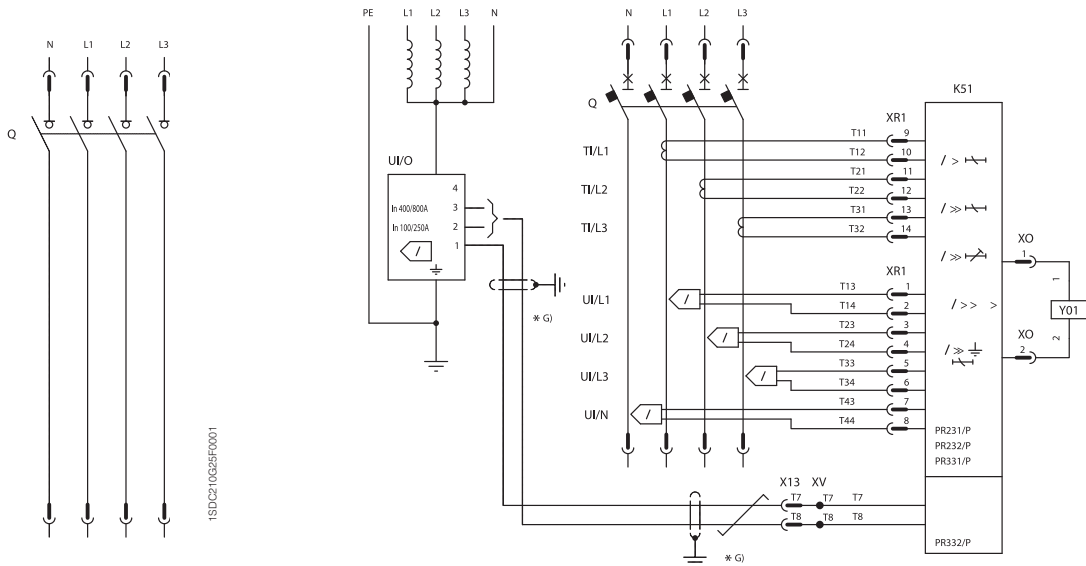 N L1 L2 L3
Q
1SDC210G25F0001
PE L1 L2 L3 N
UI/O
4
In 400/800A 3
In 100/250A 2
1
/
* G)
N L1 L2 L3
Q
TI/L1
TI/L2
TI/L3
UI/L1
UI/L2
UI/L3
UI/N
/
/
/
/
XR1
T11 9
T12 10
T21 11
T22 12
T31 13
T32 14
XR1
T13 1
T14 2
T23 3
T24 4
T33 5
T34 6
T43 7
T44 8
K51
/ >
/ >>
/ >>
/ >> >
/ >>
PR231/P
PR232/P
PR331/P
PR332/P
XO
1
1
Y01
2
XO
2
X13 XV
T7 T7 T7
T8 T8 T8
* G)